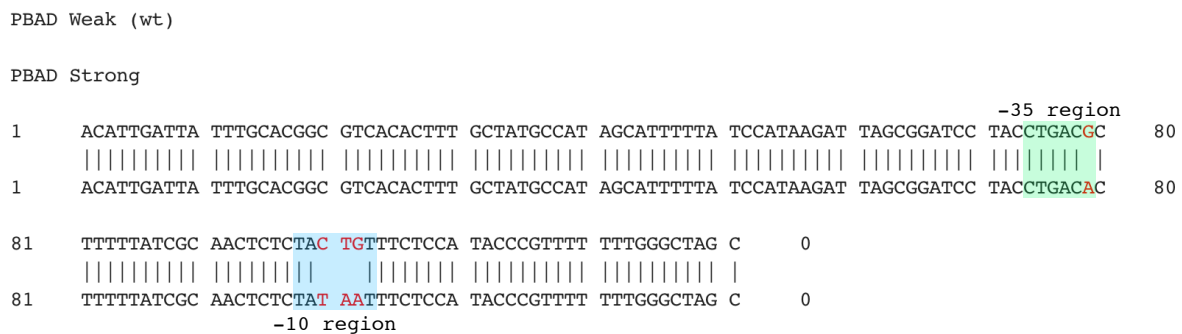 PBAD Weak (wt)
PBAD Strong
-35 region
1 ACATTGATTA TTTGCACGGC GTCACACTTT GCTATGCCAT AGCATTTTTA TCCATAAGAT TAGCGGATCC TACCTGACGC 80
|||||||||| |||||||||| |||||||||| |||||||||| |||||||||| |||||||||| |||||||||| |||||||| |
1 ACATTGATTA TTTGCACGGC GTCACACTTT GCTATGCCAT AGCATTTTTA TCCATAAGAT TAGCGGATCC TACCTGACAC 80
81 TTTTTATCGC AACTCTCTAC TGTTTCTCCA TACCCGTTTT TTTGGGCTAG C 0
|||||||||| ||||||||| |||||||| |||||||||| |||||||||| |
81 TTTTTATCGC AACTCTCTAT AATTTCTCCA TACCCGTTTT TTTGGGCTAG C 0
-10 region